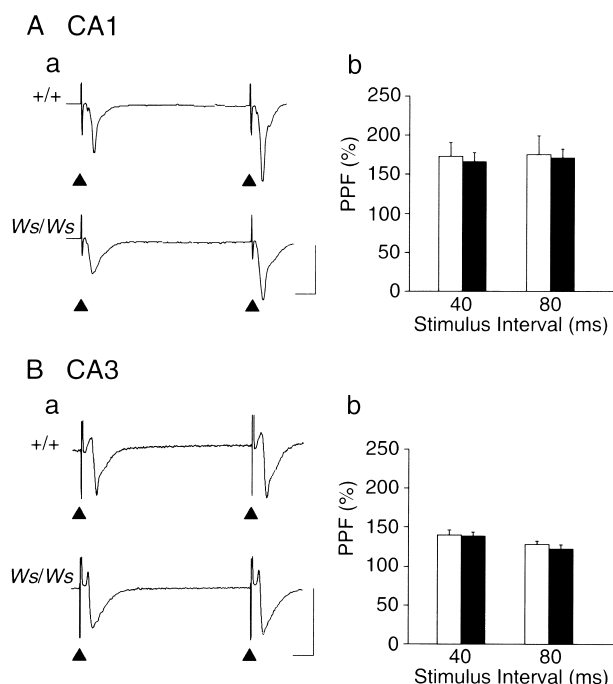 A CA1
a
+/+
Ws/Ws
b
250
200
150
100
50
0
PPF (%)
40 80
Stimulus Interval (ms)
B CA3
a
+/+
Ws/Ws
b
250
200
150
100
50
0
PPF (%)
40 80
Stimulus Interval (ms)